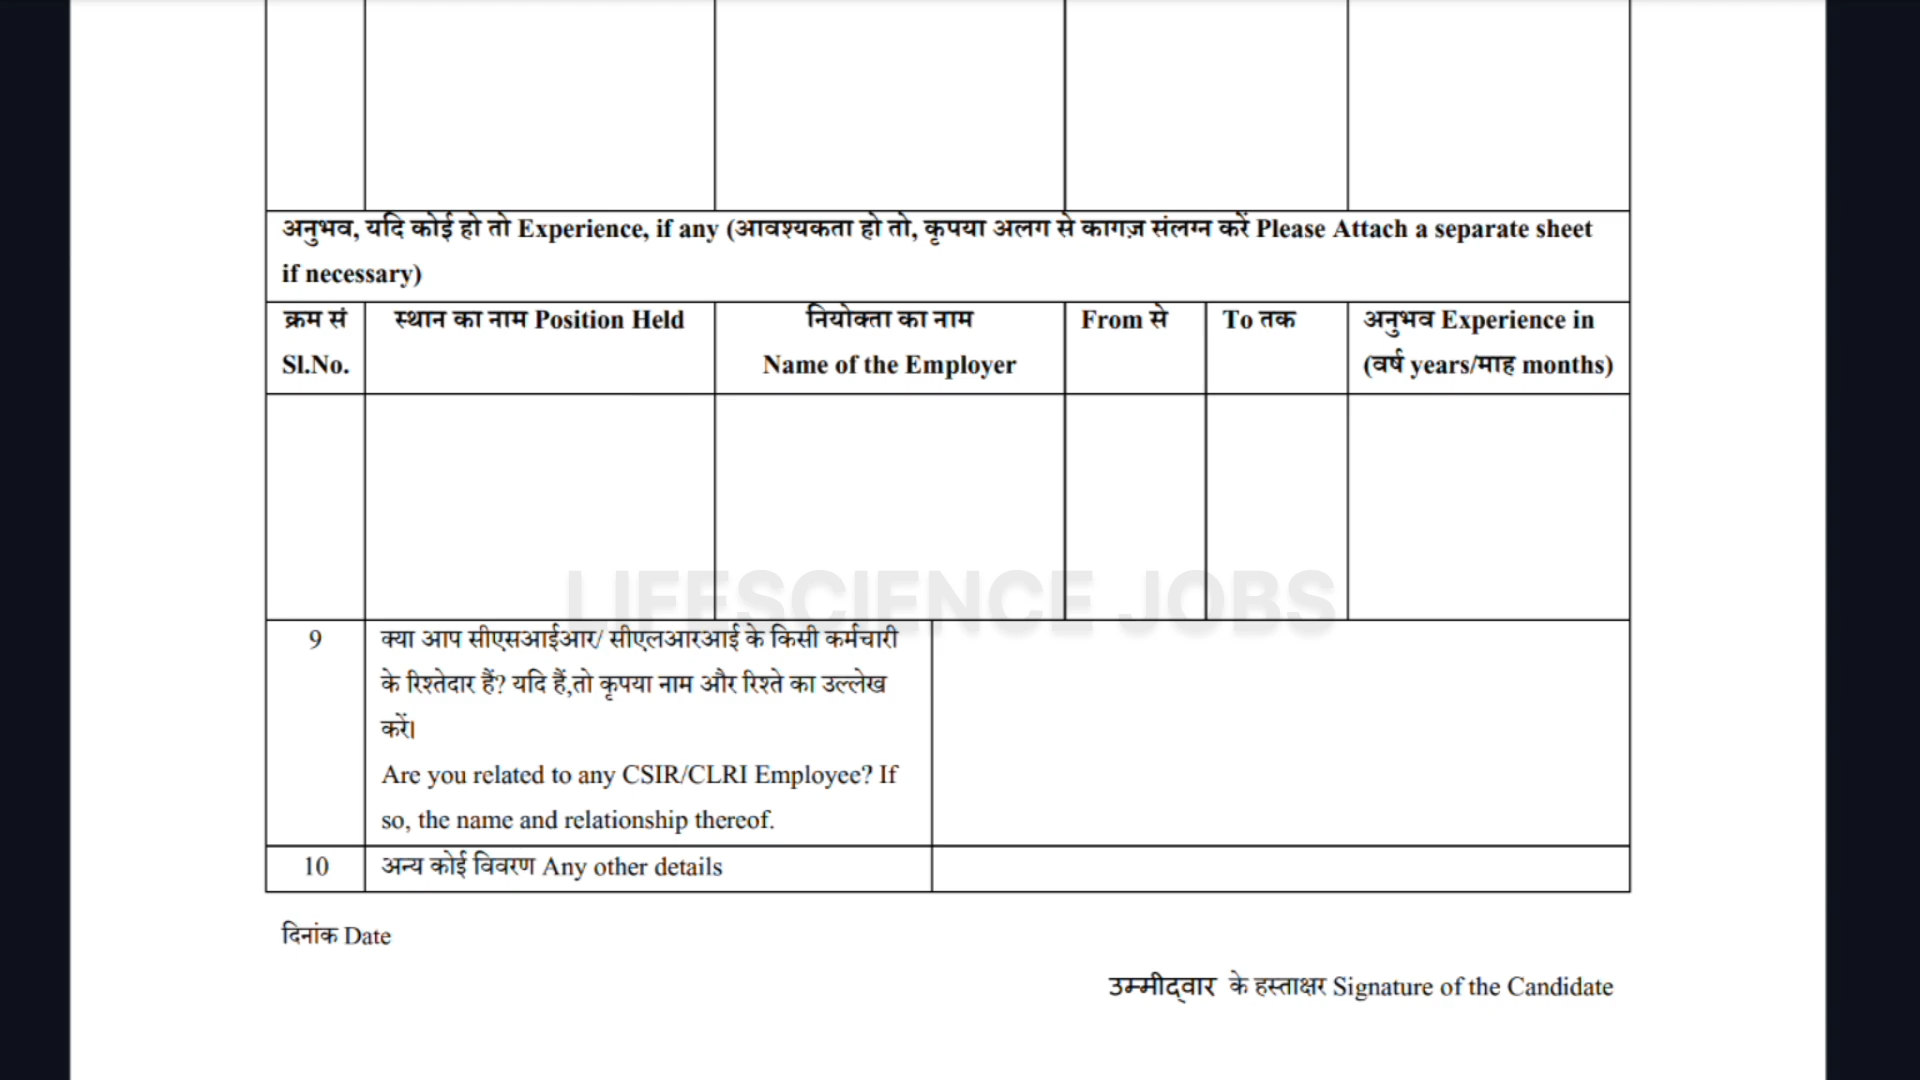 अनुभव, यदि कोई हो तो Experience, if any (आवश्यकता हो तो, कृपया अलग से कागज़ संलग्न करें Please Attach a separate sheet
if necessary)
क्रम सं
Sl.No.
स्थान का नाम Position Held
नियोक्ता का नाम
Name of the Employer
From से
To तक
अनुभव Experience in
(वर्ष years/माह months)
LIFESCIENCE JOBS
9
क्या आप सीएसआईआर/ सीएलआरआई के किसी कर्मचारी
के रिश्तेदार हैं? यदि हैं,तो कृपया नाम और रिश्ते का उल्लेख
करें।
Are you related to any CSIR/CLRI Employee? If
so, the name and relationship thereof.
10
अन्य कोई विवरण Any other details
दिनांक Date
उम्मीद्वार के हस्ताक्षर Signature of the Candidate